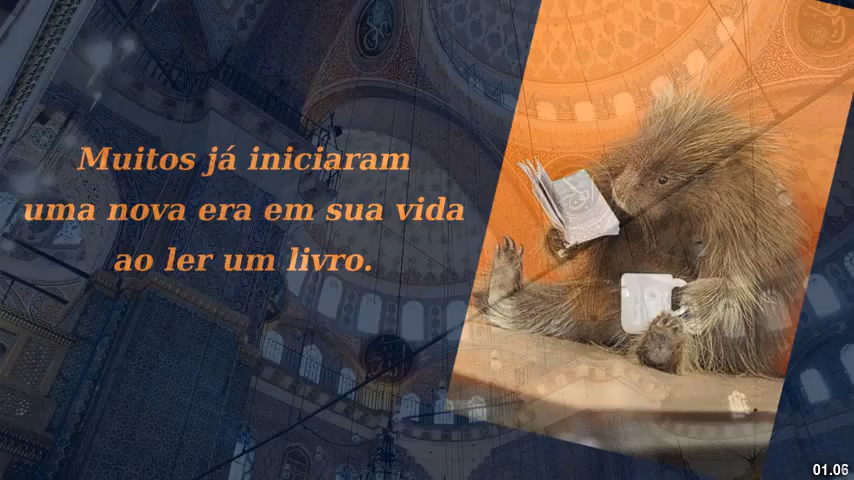 Muitos já iniciaram
uma nova era em sua vida
ao ler um livro.
01.06